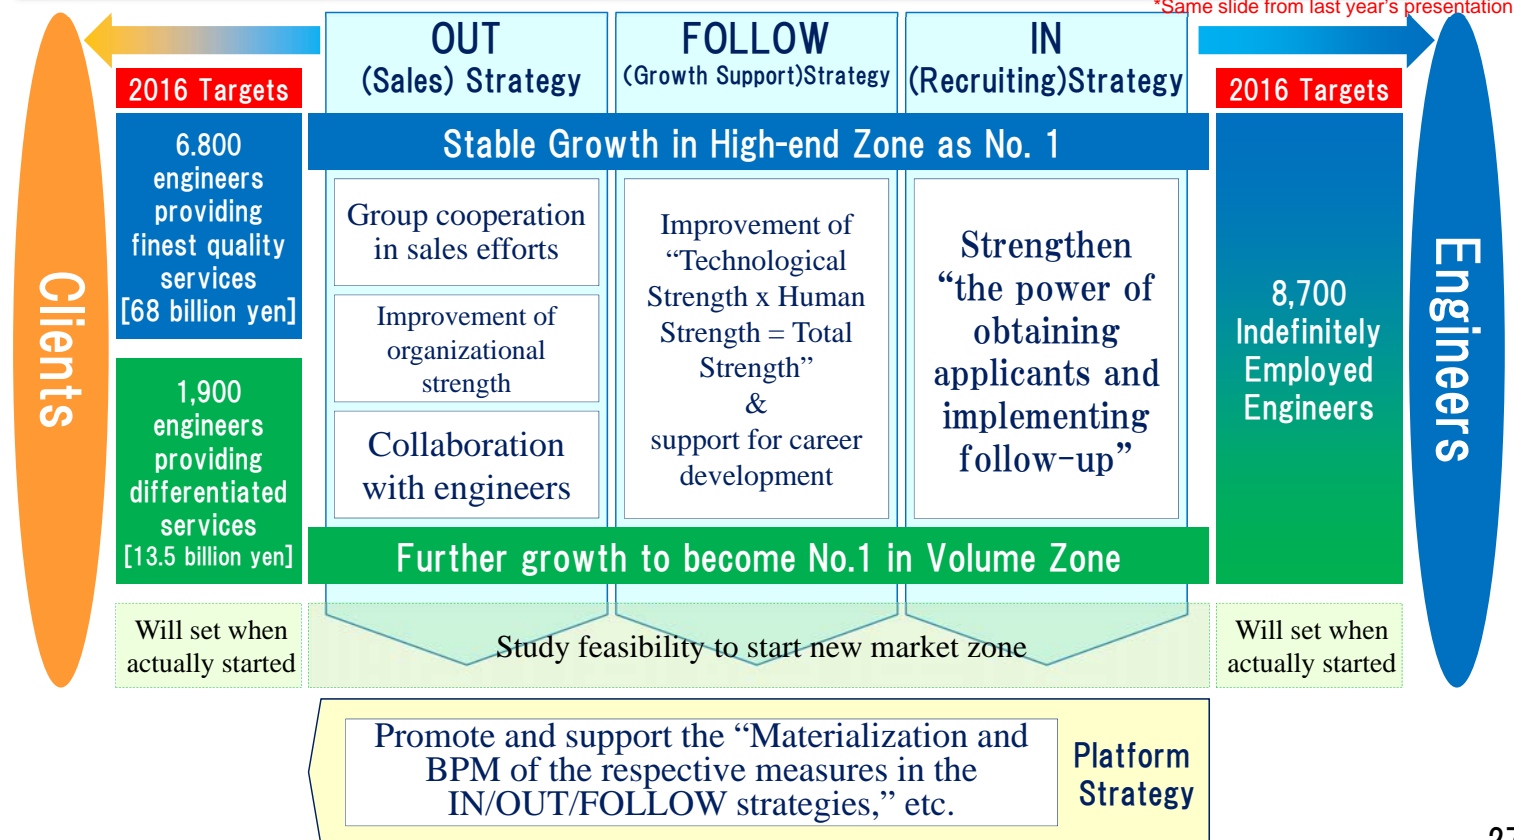 *Same slide from last year's presentation
OUT
(Sales) Strategy
FOLLOW
(Growth Support)Strategy
IN
(Recruiting)Strategy
2016 Targets
2016 Targets
Clients
6.800
engineers
providing
finest quality
services
[68 billion yen]
1,900
engineers
providing
differentiated
services
[13.5 billion yen]
Stable Growth in High-end Zone as No. 1
Group cooperation
in sales efforts
Improvement of
organizational
strength
Collaboration
with engineers
Improvement of
“Technological
Strength x Human
Strength = Total
Strength”
&
support for career
development
Strengthen
“the power of
obtaining
applicants and
implementing
follow-up”
8,700
Indefinitely
Employed
Engineers
Engineers
Further growth to become No.1 in Volume Zone
Will set when
actually started
Study feasibility to start new market zone
Will set when
actually started
Promote and support the “Materialization and
BPM of the respective measures in the
IN/OUT/FOLLOW strategies,” etc.
Platform
Strategy
27